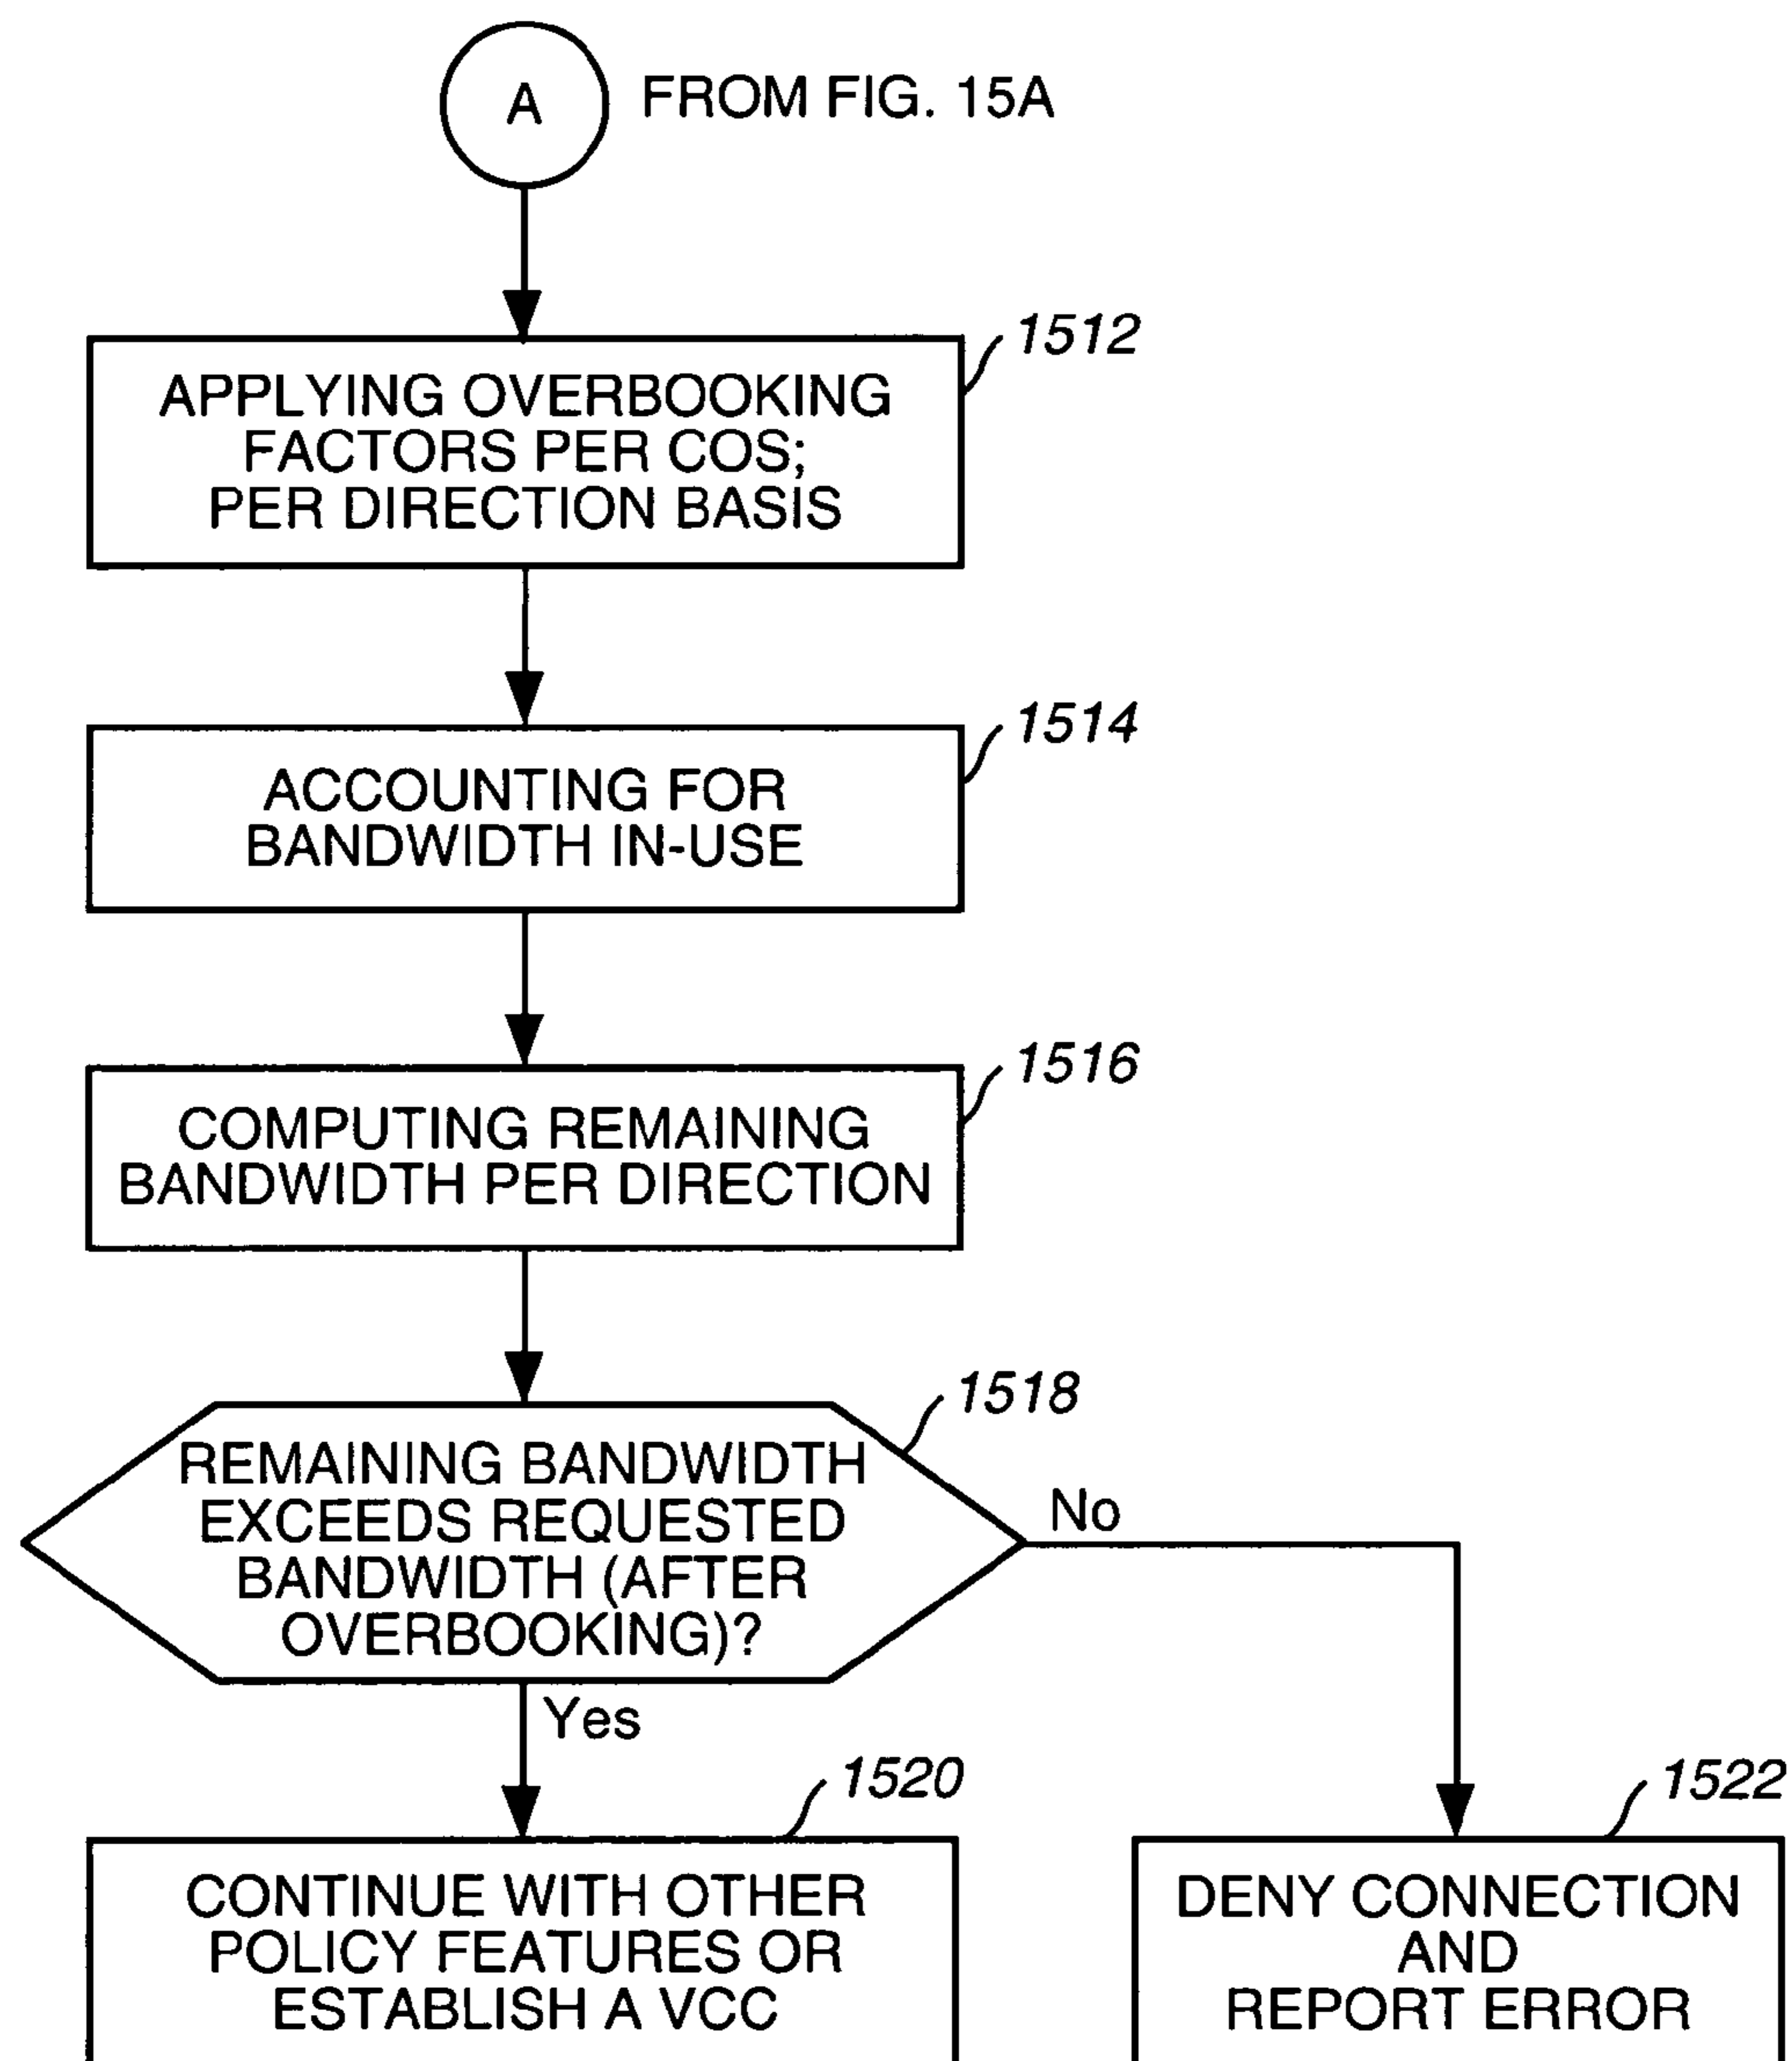 A
FROM FIG. 15A
1512
APPLYING OVERBOOKING
FACTORS PER COS;
PER DIRECTION BASIS
1514
ACCOUNTING FOR
BANDWIDTH IN-USE
1516
COMPUTING REMAINING
BANDWIDTH PER DIRECTION
1518
REMAINING BANDWIDTH
EXCEEDS REQUESTED
BANDWIDTH (AFTER
OVERBOOKING)?
No
Yes
1520
CONTINUE WITH OTHER
POLICY FEATURES OR
ESTABLISH A VCC
1522
DENY CONNECTION
AND
REPORT ERROR